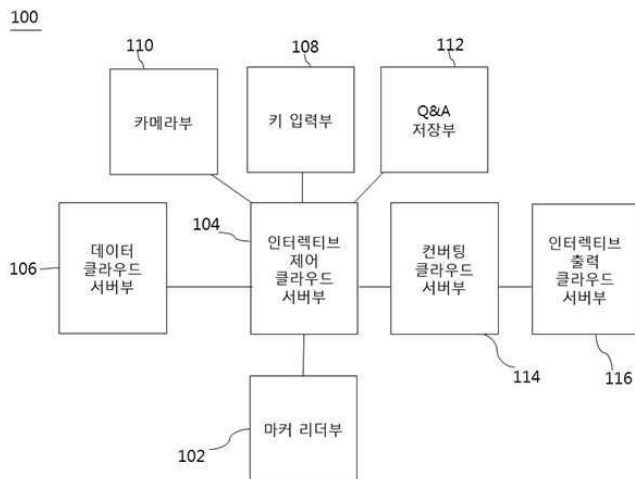 100
110
108
112
카메라부
키 입력부
Q&A
저장부
104
106
데이터
클라우드
서버부
인터렉티브
제어
클라우드
서버부
컨버팅
클라우드
서버부
인터렉티브
출력
클라우드
서버부
114
116
102
마커 리더부